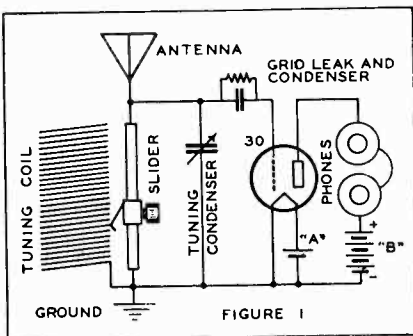 ANTENNA
GRID LEAK AND
CONDENSER
TUNING COIL
SLIDER
TUNING
CONDENSER
30
PHONES
"A"
+
"B"
-
GROUND
FIGURE 1